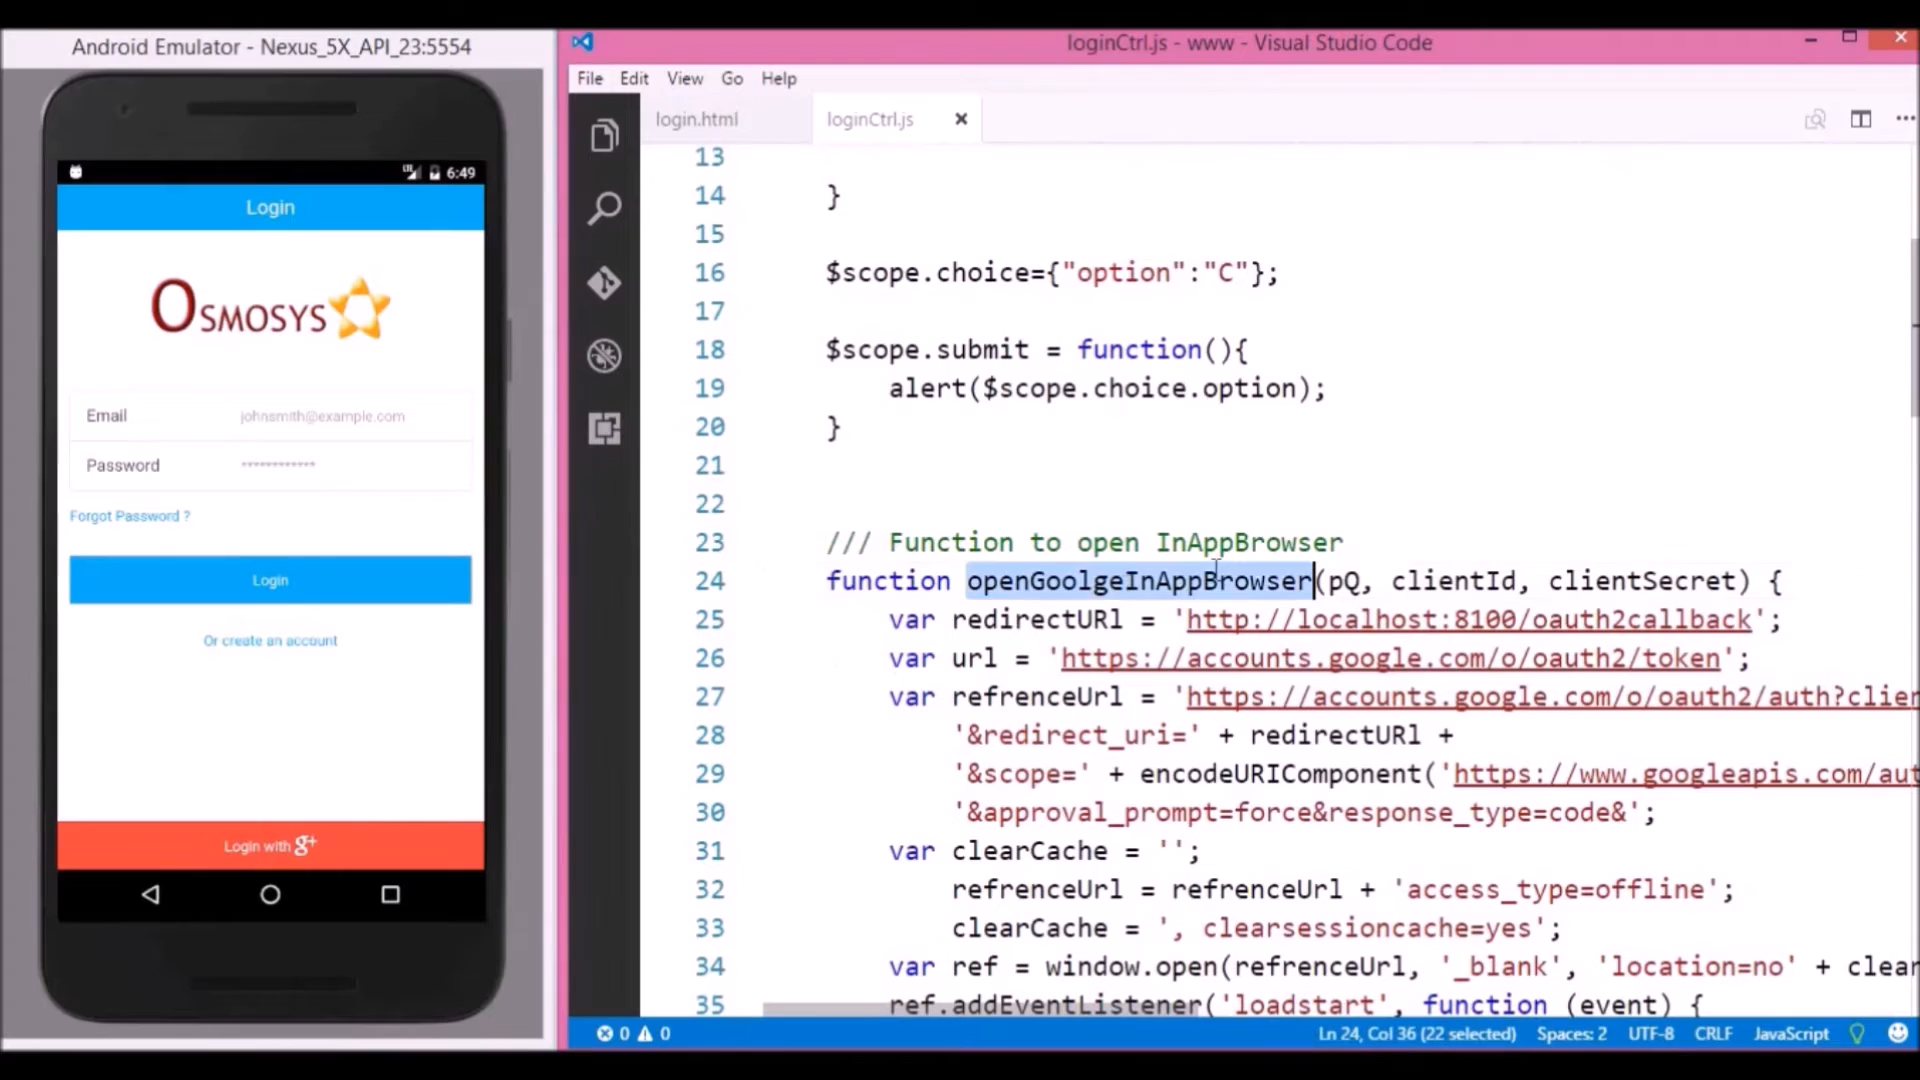 Android Emulator - Nexus_5X_API_23:5554
LTE 6:49
Login
OSMOSYS
Email johnsmith@example.com
Password ************
Forgot Password ?
Login
Or create an account
Login with g+
loginCtrl.js - www - Visual Studio Code
File Edit View Go Help
login.html loginCtrl.js
13
14 }
15
16 $scope.choice={"option":"C"};
17
18 $scope.submit = function(){
19 alert($scope.choice.option);
20 }
21
22
23 /// Function to open InAppBrowser
24 function openGoolgeInAppBrowser(pQ, clientId, clientSecret) {
25 var redirectURl = 'http://localhost:8100/oauth2callback';
26 var url = 'https://accounts.google.com/o/oauth2/token';
27 var refrenceUrl = 'https://accounts.google.com/o/oauth2/auth?clien
28 '&redirect_uri=' + redirectURl +
29 '&scope=' + encodeURIComponent('https://www.googleapis.com/aut
30 '&approval_prompt=force&response_type=code&';
31 var clearCache = '';
32 refrenceUrl = refrenceUrl + 'access_type=offline';
33 clearCache = ', clearsessioncache=yes';
34 var ref = window.open(refrenceUrl, '_blank', 'location=no' + clear
35 ref.addEventListener('loadstart', function (event) {
0 0 Ln 24, Col 36 (22 selected) Spaces: 2 UTF-8 CRLF JavaScript